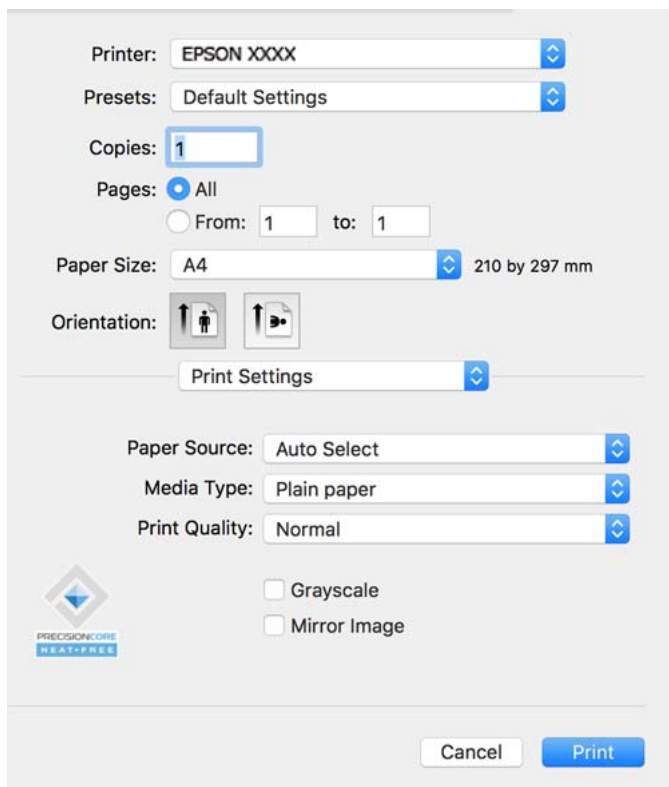 Printer: EPSON XXXX
Presets: Default Settings
Copies: 1
Pages: All
From: 1 to: 1
Paper Size: A4 210 by 297 mm
Orientation:
Print Settings
Paper Source: Auto Select
Media Type: Plain paper
Print Quality: Normal
Grayscale
Mirror Image
PRECISIONCORE
HEAT-FREE
Cancel Print